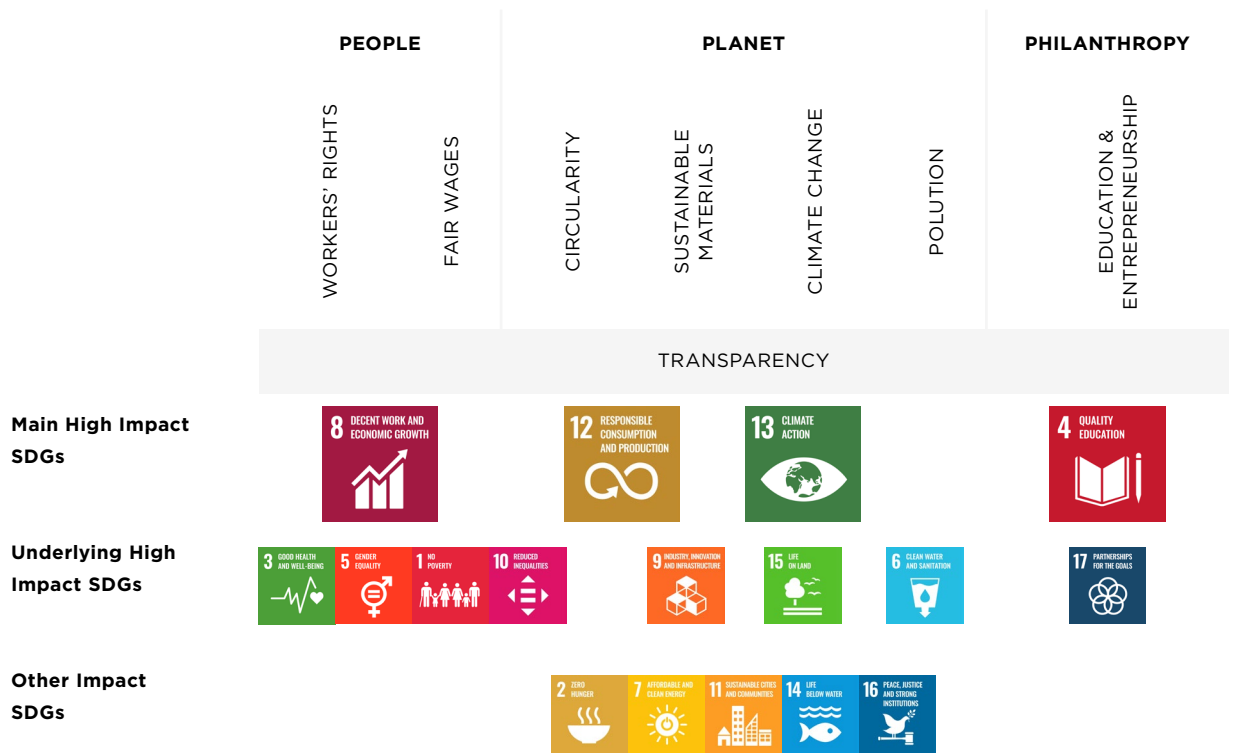 PEOPLE
PLANET
PHILANTHROPY
WORKERS' RIGHTS
FAIR WAGES
CIRCULARITY
SUSTAINABLE
MATERIALS
CLIMATE CHANGE
POLUTION
EDUCATION &
ENTREPRENEURSHIP
TRANSPARENCY
Main High Impact
SDGs
8 DECENT WORK AND
ECONOMIC GROWTH
12 RESPONSIBLE
CONSUMPTION
AND PRODUCTION
13 CLIMATE
ACTION
4 QUALITY
EDUCATION
Underlying High
Impact SDGs
3 GOOD HEALTH
AND WELL-BEING
5 GENDER
EQUALITY
1 NO
POVERTY
10 REDUCED
INEQUALITIES
9 INDUSTRY, INNOVATION
AND INFRASTRUCTURE
15 LIFE
ON LAND
6 CLEAN WATER
AND SANITATION
17 PARTNERSHIPS
FOR THE GOALS
Other Impact
SDGs
2 ZERO
HUNGER
7 AFFORDABLE AND
CLEAN ENERGY
11 SUSTAINABLE CITIES
AND COMMUNITIES
14 LIFE
BELOW WATER
16 PEACE, JUSTICE
AND STRONG
INSTITUTIONS